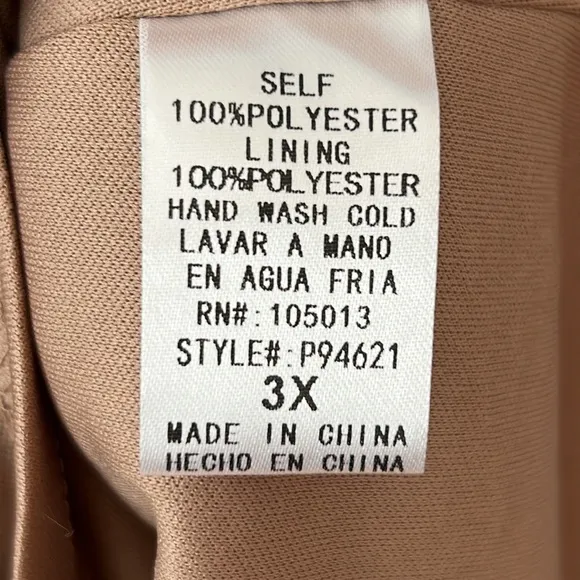 SELF
100%POLYESTER
LINING
100%POLYESTER
HAND WASH COLD
LAVAR A MANO
EN AGUA FRIA
RN#:105013
STYLE#:P94621
3X
MADE IN CHINA
HECHO EN CHINA